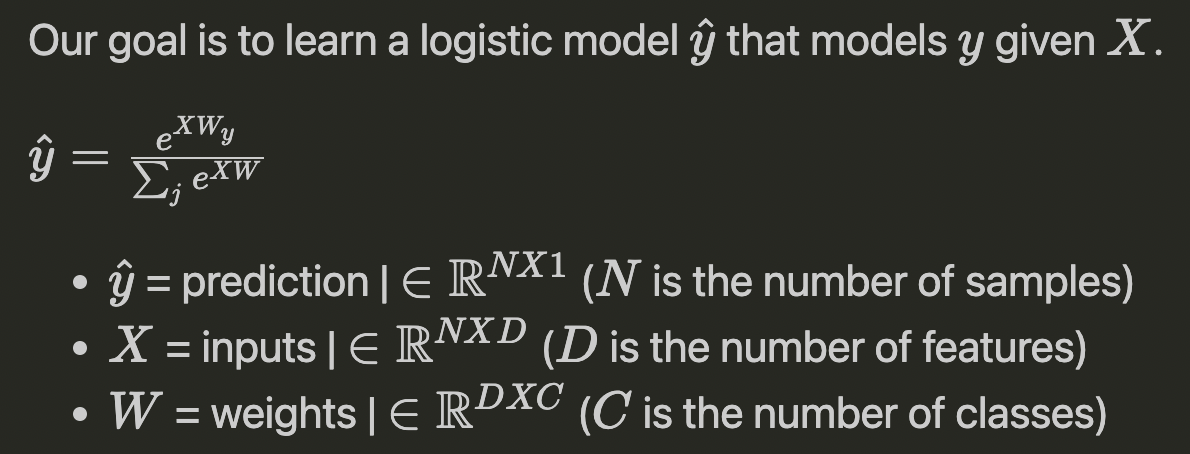 Our goal is to learn a logistic model $\hat{y}$ that models $y$ given $X$.
$\hat{y} = \frac{e^{XW_y}}{\sum_j e^{XW}}$
• $\hat{y}$ = prediction | $\in \mathbb{R}^{NX1}$ ($N$ is the number of samples)
• $X$ = inputs | $\in \mathbb{R}^{NXD}$ ($D$ is the number of features)
• $W$ = weights | $\in \mathbb{R}^{DXC}$ ($C$ is the number of classes)